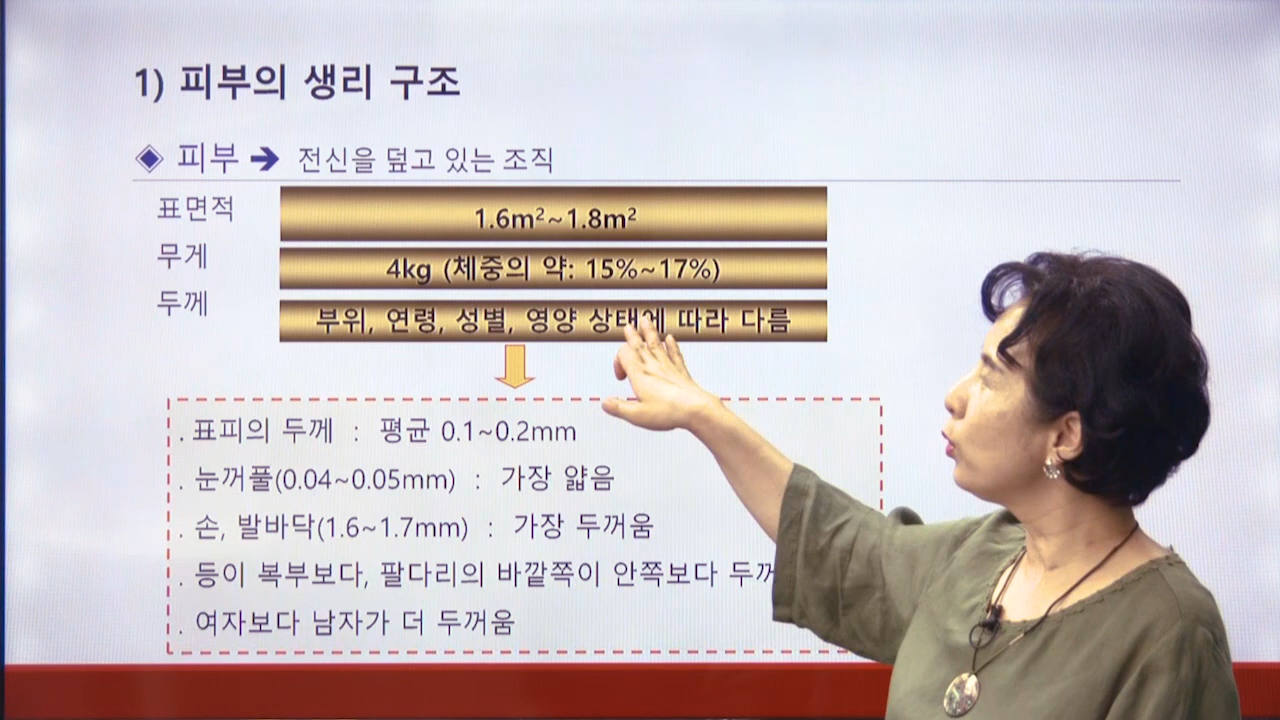 1) 피부의 생리 구조
◈ 피부 ➔ 전신을 덮고 있는 조직
표면적 1.6m²~1.8m²
무게 4kg (체중의 약: 15%~17%)
두께 부위, 연령, 성별, 영양 상태에 따라 다름
. 표피의 두께 : 평균 0.1~0.2mm
. 눈꺼풀(0.04~0.05mm) : 가장 얇음
. 손, 발바닥(1.6~1.7mm) : 가장 두꺼움
. 등이 복부보다, 팔다리의 바깥쪽이 안쪽보다
. 여자보다 남자가 더 두꺼움